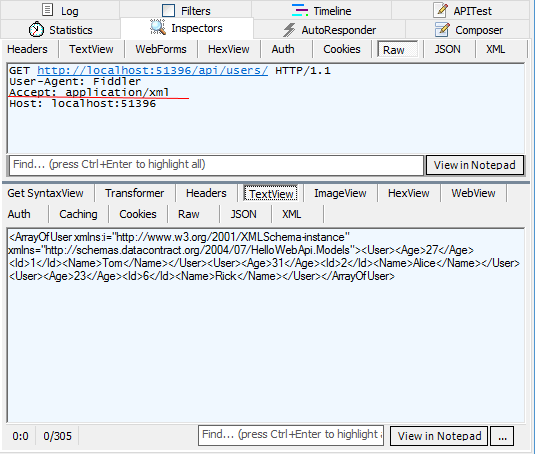 Log Filters Timeline APITest
Statistics Inspectors AutoResponder Composer
Headers TextView WebForms HexView Auth Cookies Raw JSON XML
GET http://localhost:51396/api/users/ HTTP/1.1
User-Agent: Fiddler
Accept: application/xml
Host: localhost:51396
Find... (press Ctrl+Enter to highlight all) View in Notepad
Get SyntaxView Transformer Headers TextView ImageView HexView WebView
Auth Caching Cookies Raw JSON XML
<ArrayOfUser xmlns:i="http://www.w3.org/2001/XMLSchema-instance"
xmlns="http://schemas.datacontract.org/2004/07/HelloWebApi.Models"><User><Age>27</Age>
<Id>1</Id><Name>Tom</Name></User><User><Age>31</Age><Id>2</Id><Name>Alice</Name></User>
<User><Age>23</Age><Id>6</Id><Name>Rick</Name></User></ArrayOfUser>
0:0 0/305 Find... (press Ctrl+Enter to highlight View in Notepad ...